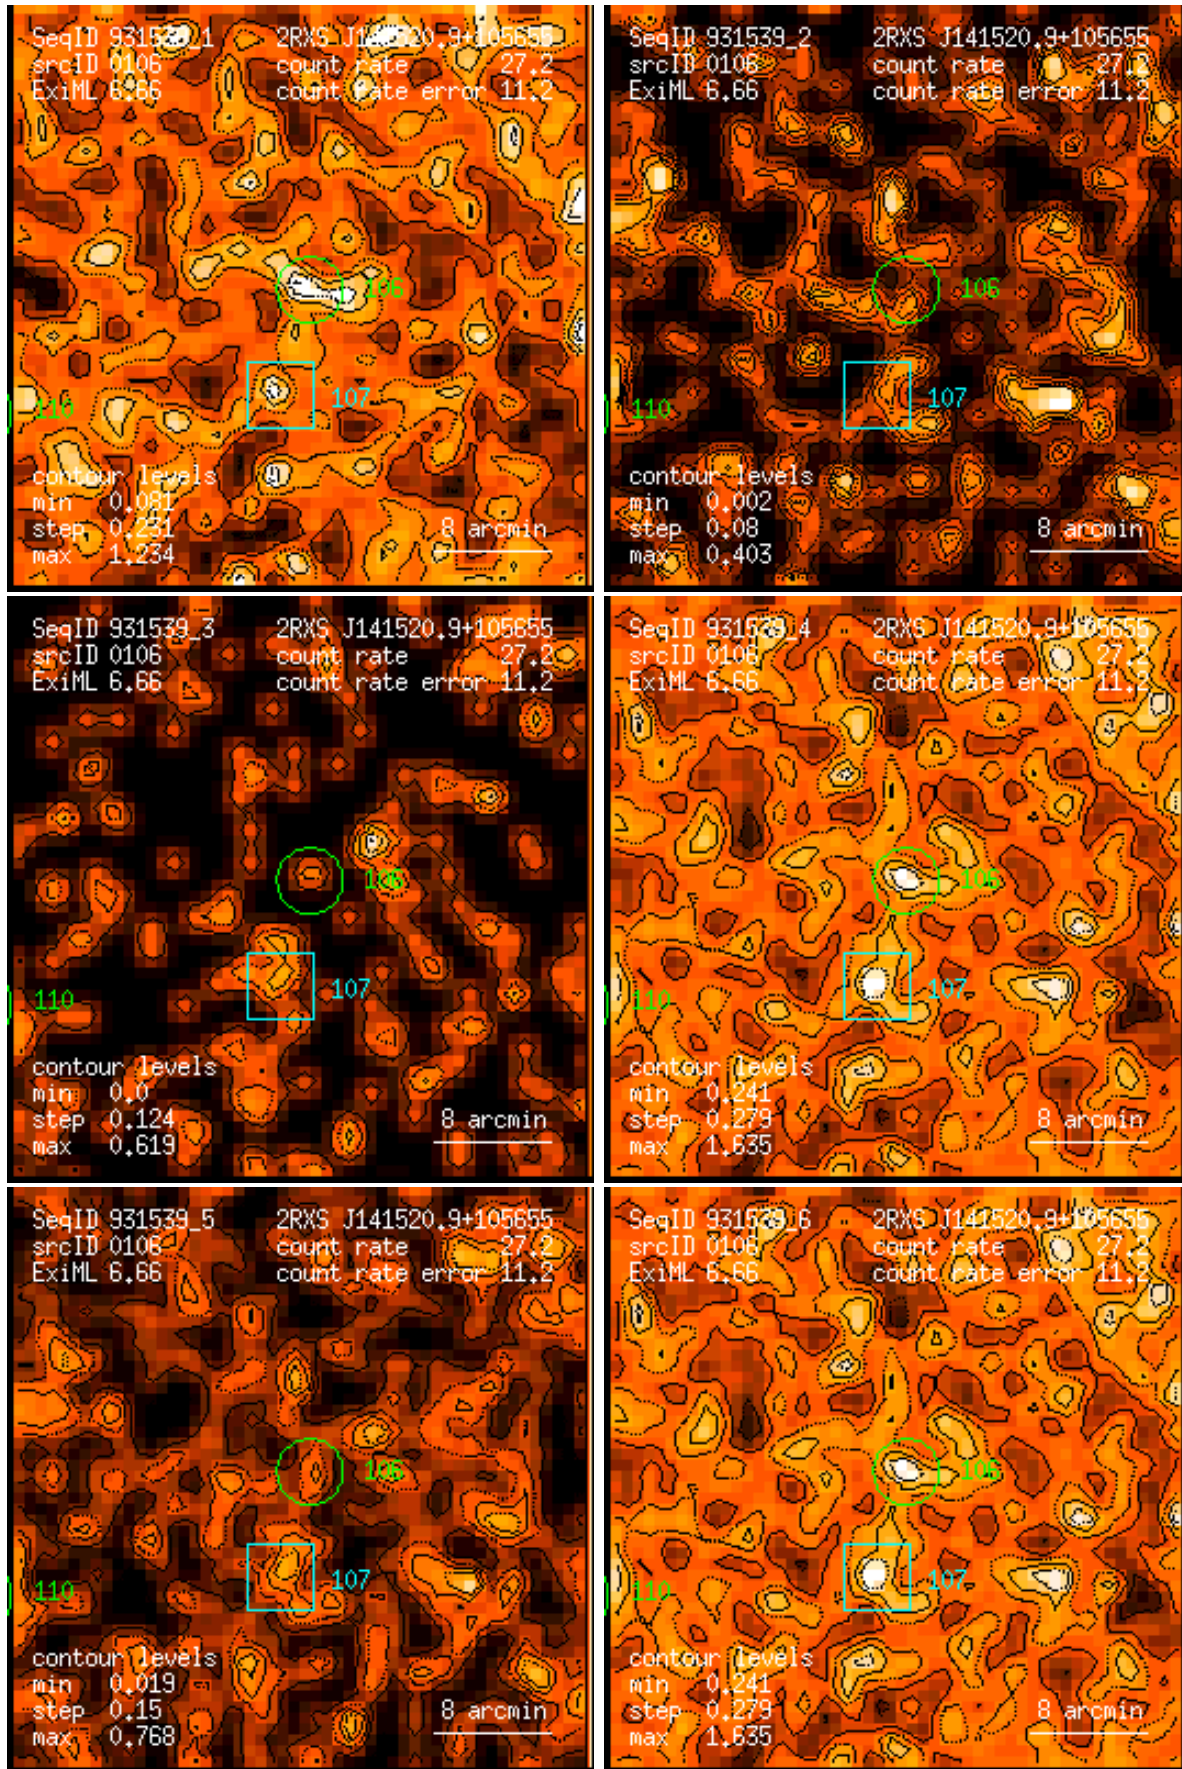 SeqID 931539_1 2RXS J141520.9+105655
srcID 0106 count rate 27.2
ExiML 6.66 count rate error 11.2
106
107
110
contour levels
min 0.081
step 0.231
max 1.234
8 arcmin
SeqID 931539_2 2RXS J141520.9+105655
srcID 0106 count rate 27.2
ExiML 6.66 count rate error 11.2
106
107
110
contour levels
min 0.002
step 0.08
max 0.403
8 arcmin
SeqID 931539_3 2RXS J141520.9+105655
srcID 0106 count rate 27.2
ExiML 6.66 count rate error 11.2
106
107
110
contour levels
min 0.0
step 0.124
max 0.619
8 arcmin
SeqID 931539_4 2RXS J141520.9+105655
srcID 0106 count rate 27.2
ExiML 6.66 count rate error 11.2
106
107
110
contour levels
min 0.241
step 0.279
max 1.635
8 arcmin
SeqID 931539_5 2RXS J141520.9+105655
srcID 0106 count rate 27.2
ExiML 6.66 count rate error 11.2
106
107
110
contour levels
min 0.019
step 0.15
max 0.768
8 arcmin
SeqID 931539_6 2RXS J141520.9+105655
srcID 0106 count rate 27.2
ExiML 6.66 count rate error 11.2
106
107
110
contour levels
min 0.241
step 0.279
max 1.635
8 arcmin